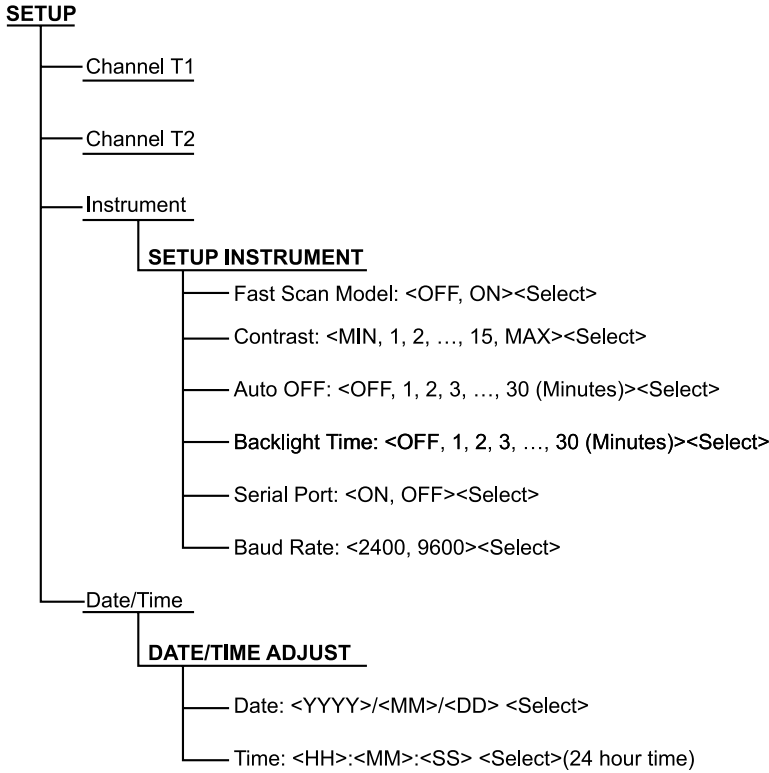 SETUP
Channel T1
Channel T2
Instrument
SETUP INSTRUMENT
Fast Scan Model: <OFF, ON><Select>
Contrast: <MIN, 1, 2, …, 15, MAX><Select>
Auto OFF: <OFF, 1, 2, 3, …, 30 (Minutes)><Select>
Backlight Time: <OFF, 1, 2, 3, …, 30 (Minutes)><Select>
Serial Port: <ON, OFF><Select>
Baud Rate: <2400, 9600><Select>
Date/Time
DATE/TIME ADJUST
Date: <YYYY>/<MM>/<DD> <Select>
Time: <HH>:<MM>:<SS> <Select>(24 hour time)